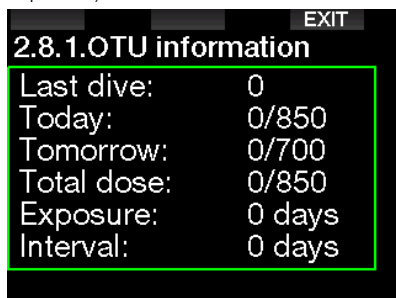 EXIT
2.8.1.OTU information
Last dive: 0
Today: 0/850
Tomorrow: 0/700
Total dose: 0/850
Exposure: 0 days
Interval: 0 days